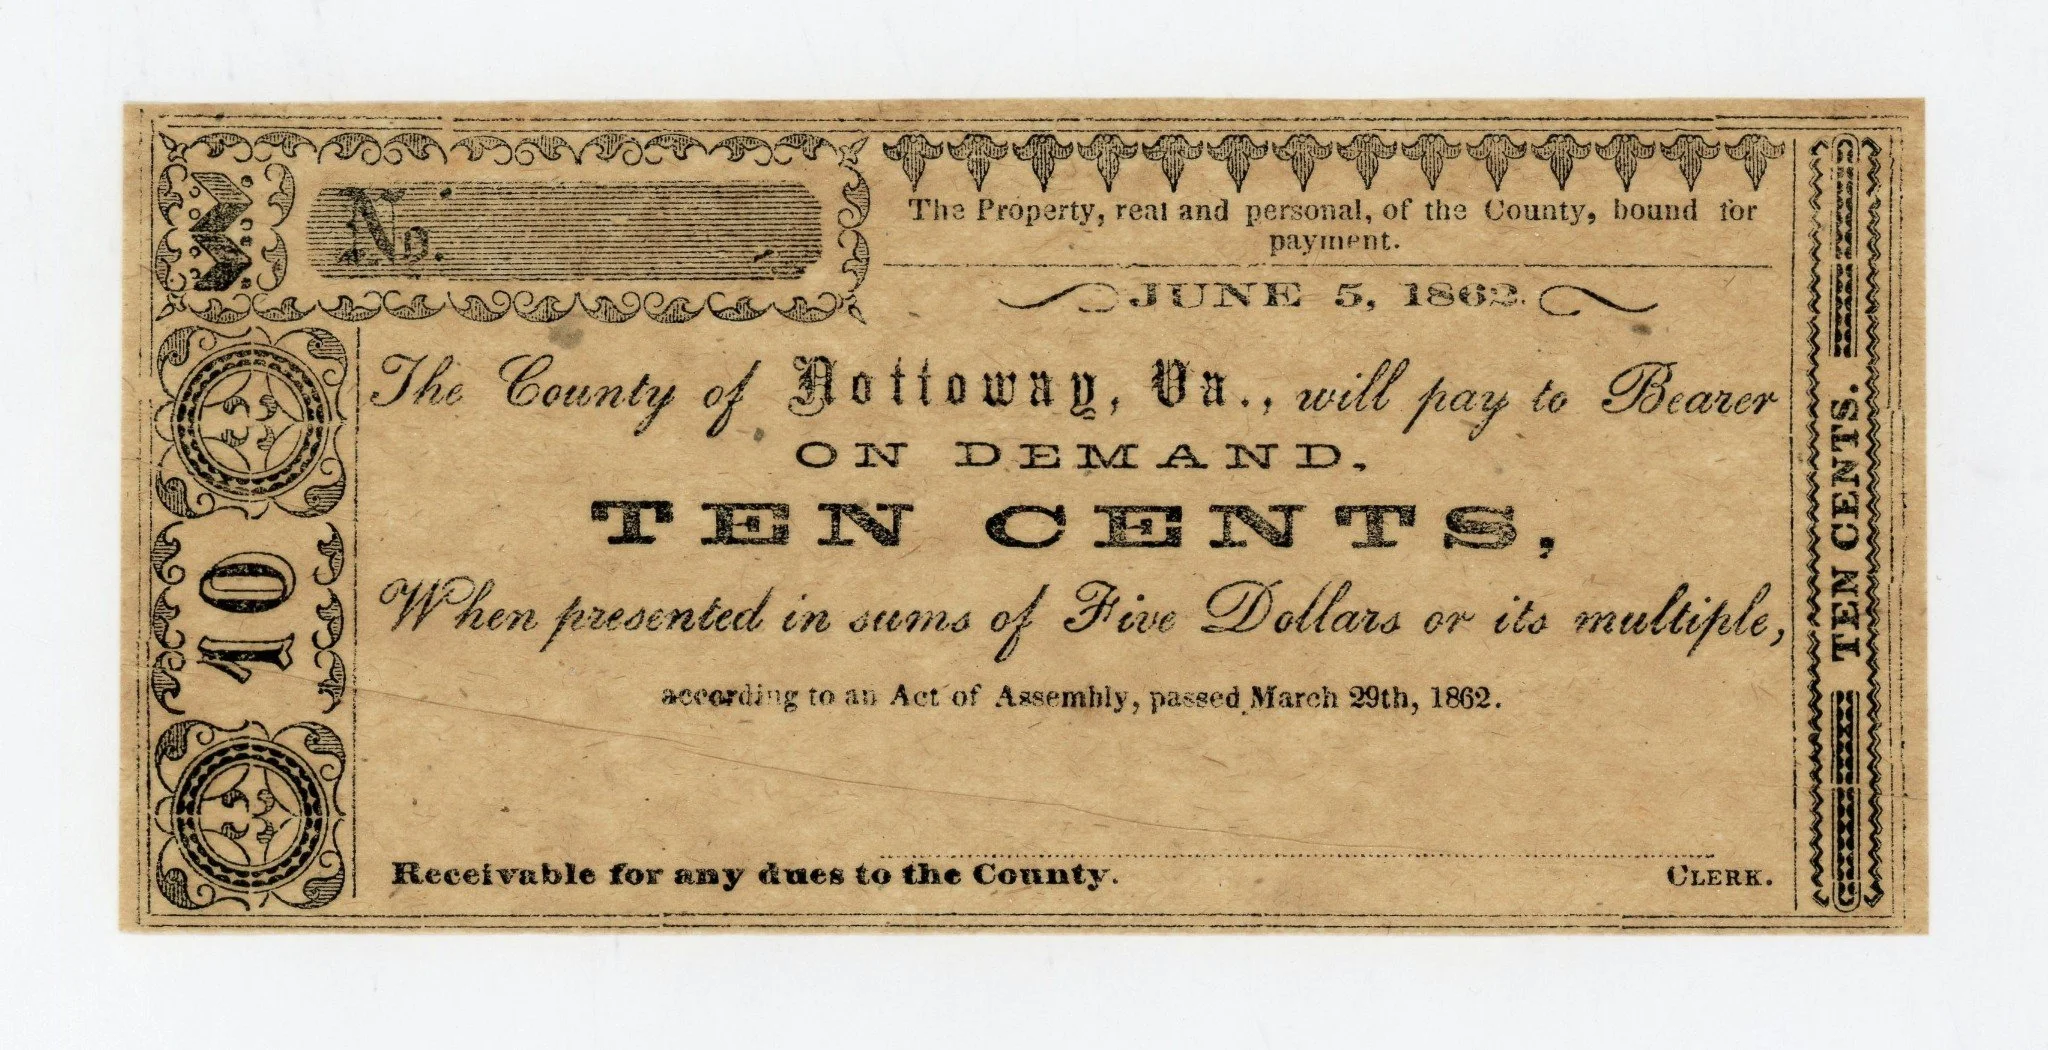 No.
The Property, real and personal, of the County, bound for
payment.
JUNE 5, 1862.
The County of Nottoway, Va., will pay to Bearer
ON DEMAND,
TEN CENTS,
When presented in sums of Five Dollars or its multiple,
according to an Act of Assembly, passed March 29th, 1862.
Receivable for any dues to the County.
CLERK.
10
TEN CENTS.